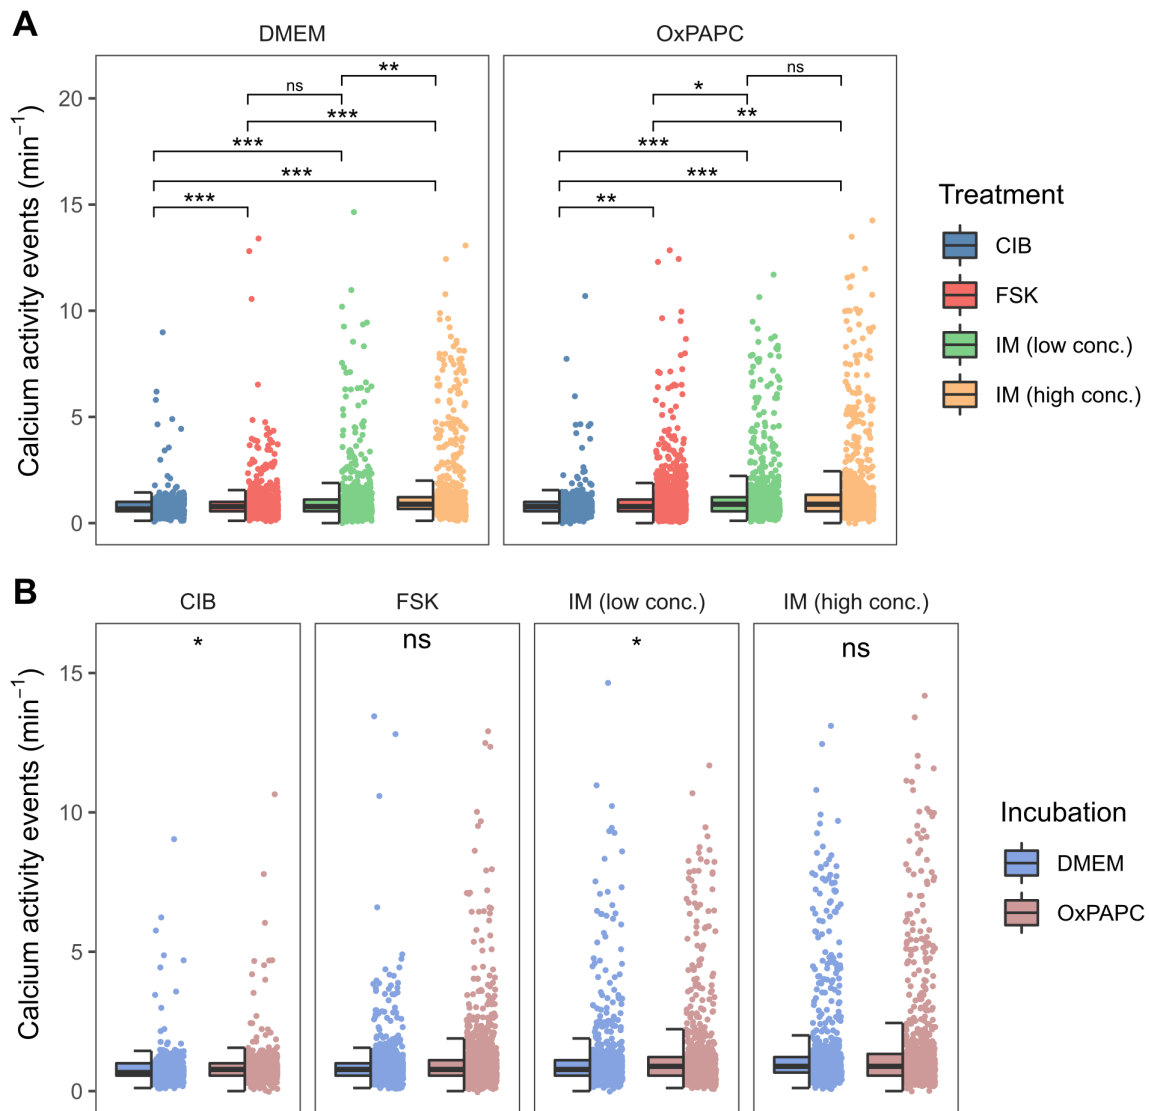 A
DMEM
OxPAPC
Calcium activity events (min⁻¹)
20
15
10
5
0
**
ns
***
***
***
***
ns
*
**
***
***
**
Treatment
CIB
FSK
IM (low conc.)
IM (high conc.)
B
CIB
FSK
IM (low conc.)
IM (high conc.)
*
ns
*
ns
Calcium activity events (min⁻¹)
15
10
5
0
Incubation
DMEM
OxPAPC